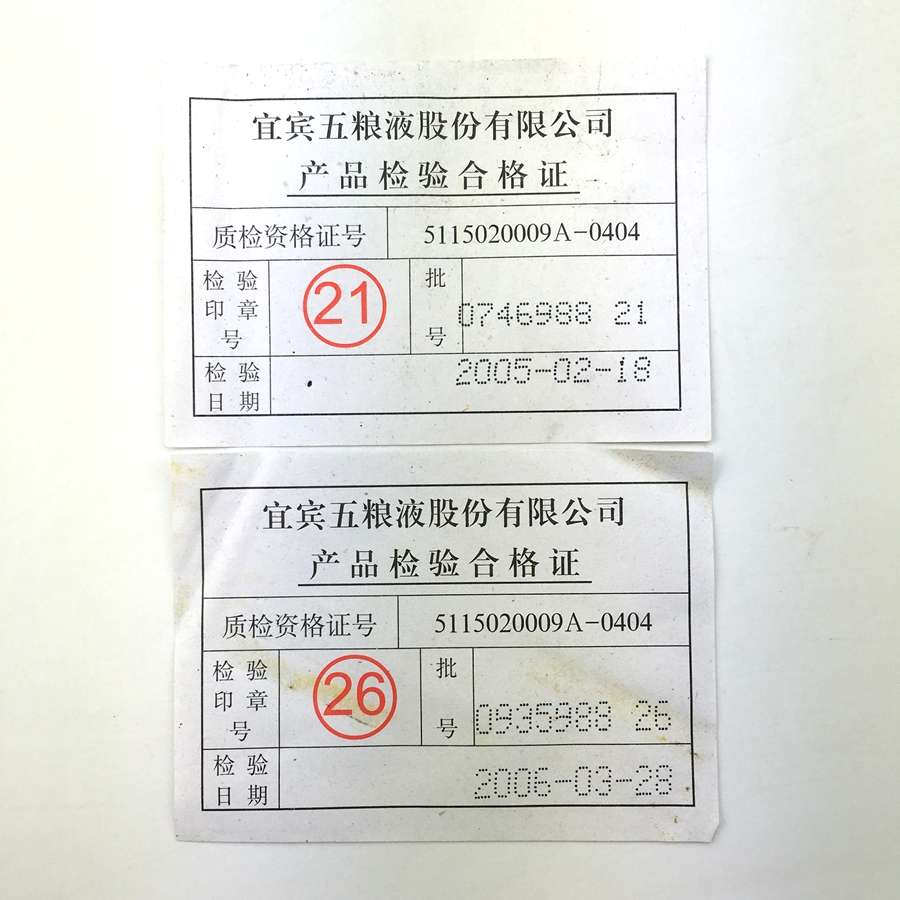 宜宾五粮液股份有限公司
产品检验合格证
质检资格证号 5115020009A-0404
检验印章号 21 批号 0746988 21
检验日期 2005-02-18
宜宾五粮液股份有限公司
产品检验合格证
质检资格证号 5115020009A-0404
检验印章号 26 批号 0935988 26
检验日期 2006-03-28